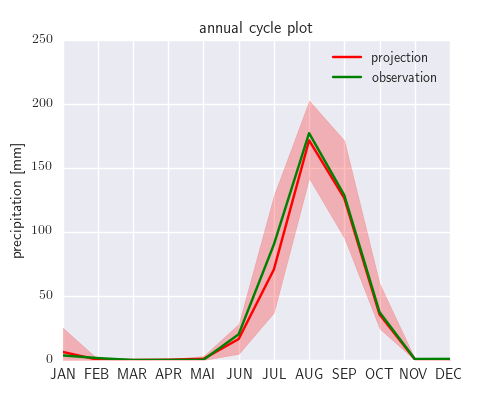 annual cycle plot
250
200
150
100
50
0
precipitation [mm]
projection
observation
JAN FEB MAR APR MAI JUN JUL AUG SEP OCT NOV DEC